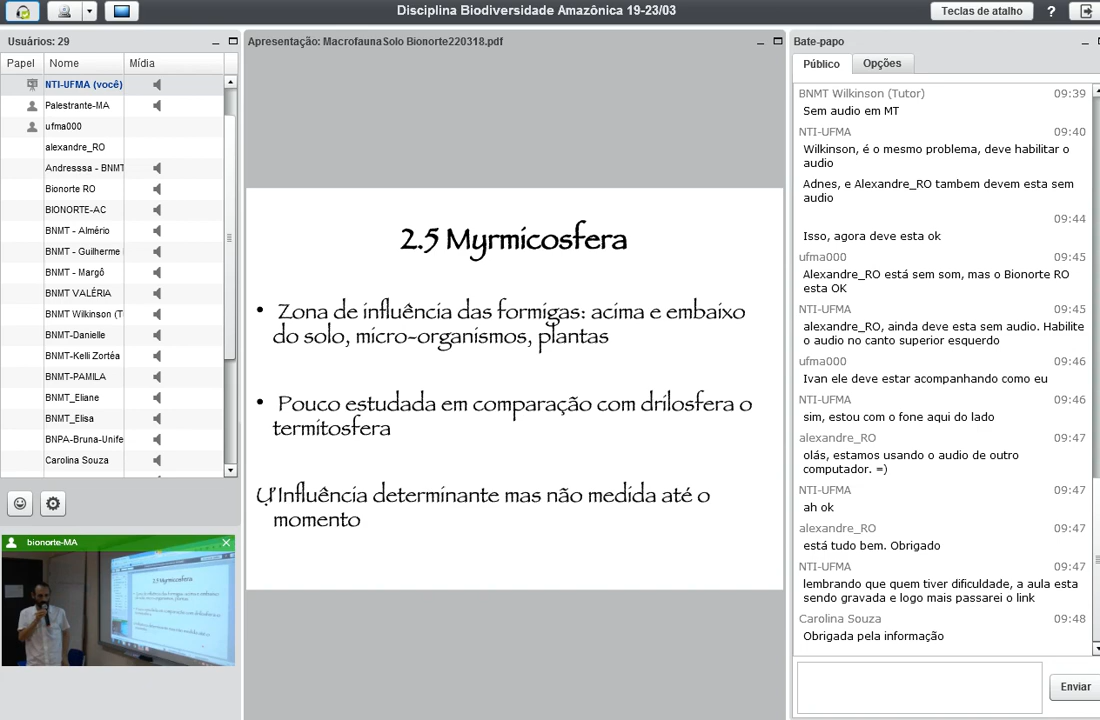 Disciplina Biodiversidade Amazônica 19-23/03
Teclas de atalho
?
Usuários: 29
Papel Nome Mídia
NTI-UFMA (você)
Palestrante-MA
ufma000
alexandre_RO
Andresssa - BNMT
Bionorte RO
BIONORTE-AC
BNMT - Almério
BNMT - Guilherme
BNMT - Margô
BNMT VALÉRIA
BNMT Wilkinson (T
BNMT-Danielle
BNMT-Kelli Zortéa
BNMT-PAMILA
BNMT_Eliane
BNMT_Elisa
BNPA-Bruna-Unife
Carolina Souza
bionorte-MA
2.5 Myrmicosfera
Apresentação: MacrofaunaSolo Bionorte220318.pdf
2.5 Myrmicosfera
• Zona de influência das formigas: acima e embaixo
do solo, micro-organismos, plantas
• Pouco estudada em comparação com drilosfera o
termitosfera
Influência determinante mas não medida até o
momento
Bate-papo
Público Opções
BNMT Wilkinson (Tutor) 09:39
Sem audio em MT
NTI-UFMA 09:40
Wilkinson, é o mesmo problema, deve habilitar o
audio
Adnes, e Alexandre_RO tambem devem esta sem
audio
09:44
Isso, agora deve esta ok
ufma000 09:45
Alexandre_RO está sem som, mas o Bionorte RO
esta OK
NTI-UFMA 09:45
alexandre_RO, ainda deve esta sem audio. Habilite
o audio no canto superior esquerdo
ufma000 09:46
Ivan ele deve estar acompanhando como eu
NTI-UFMA 09:46
sim, estou com o fone aqui do lado
alexandre_RO 09:47
olás, estamos usando o audio de outro
computador. =)
NTI-UFMA 09:47
ah ok
alexandre_RO 09:47
está tudo bem. Obrigado
NTI-UFMA 09:47
lembrando que quem tiver dificuldade, a aula esta
sendo gravada e logo mais passarei o link
Carolina Souza 09:48
Obrigada pela informação
Enviar